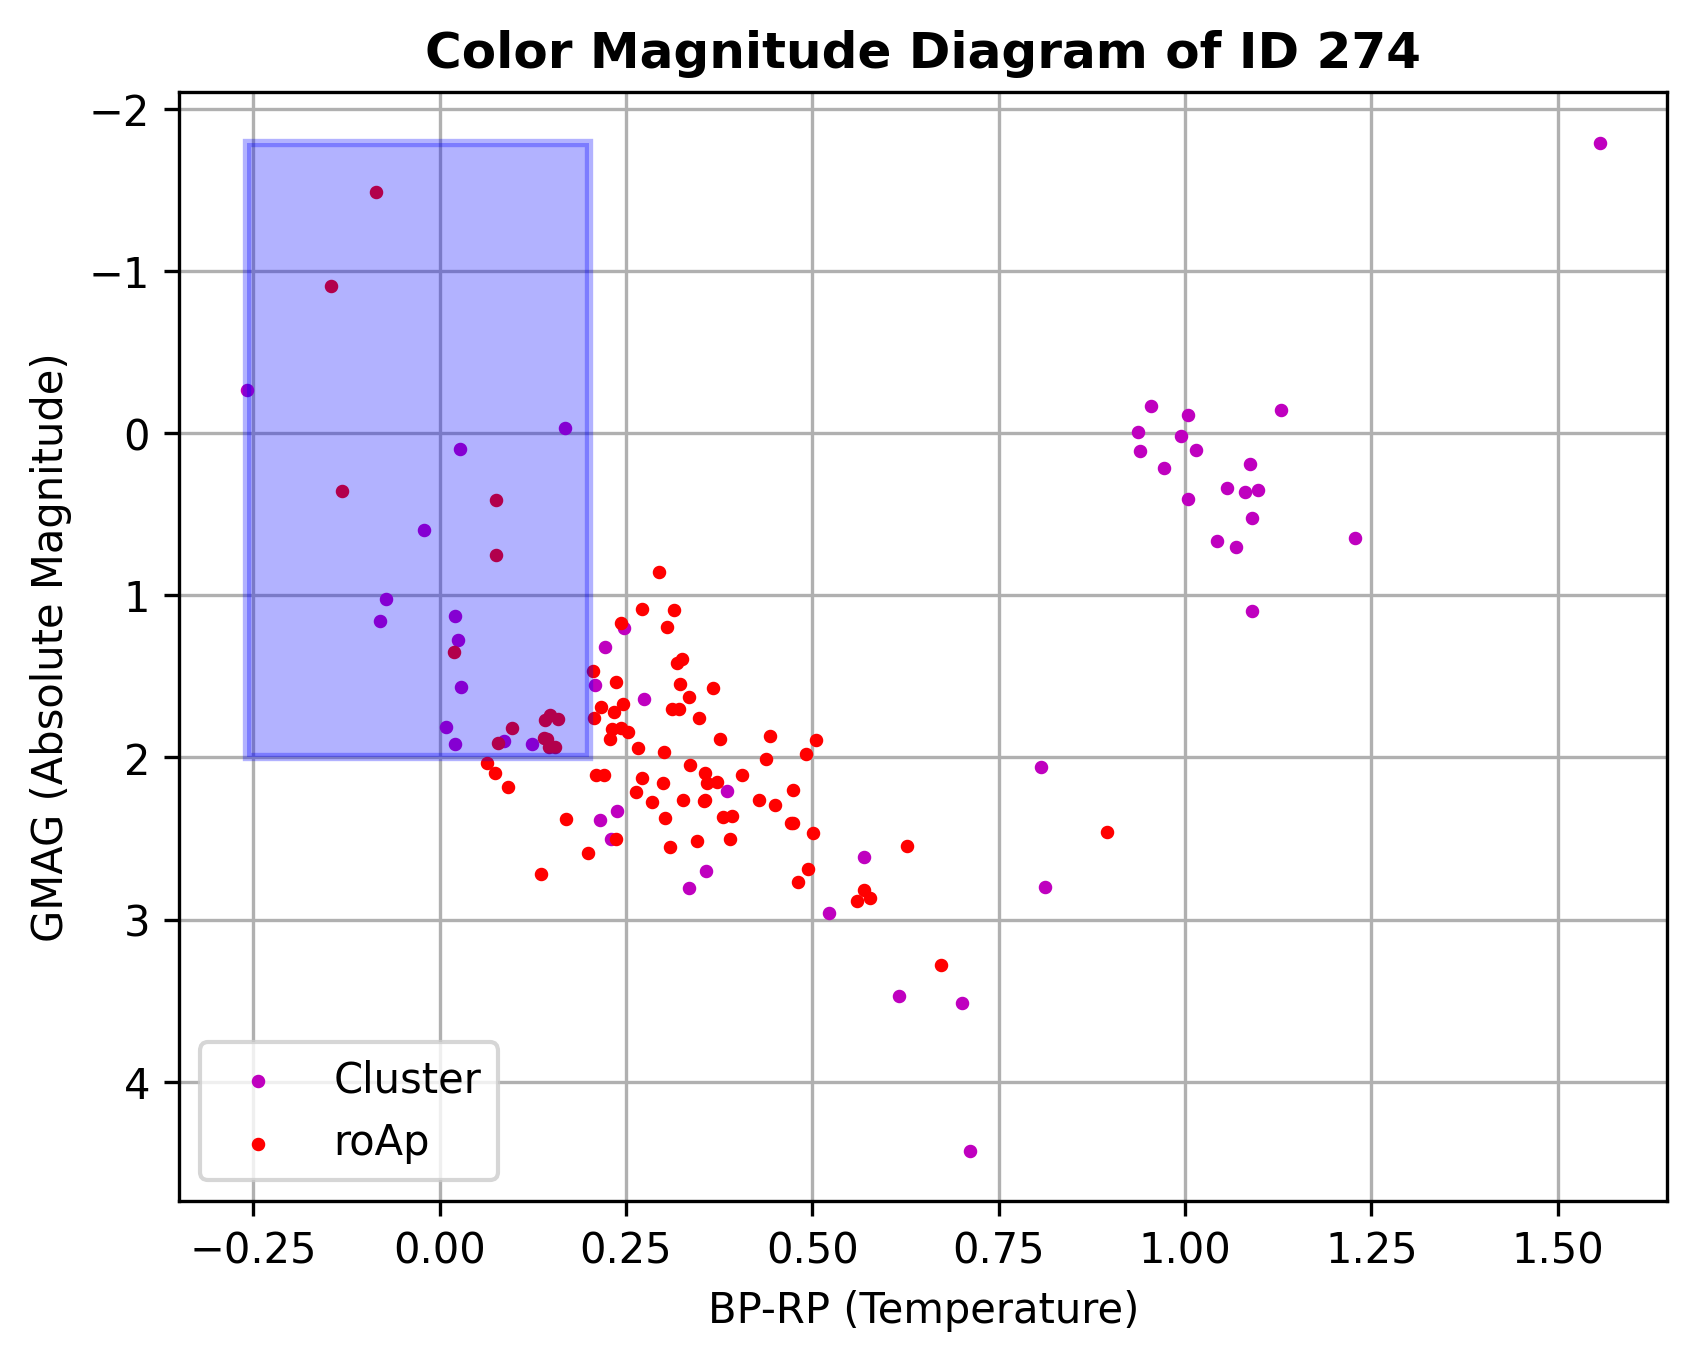 Color Magnitude Diagram of ID 274
−2
−1
0
1
2
3
4
GMAG (Absolute Magnitude)
Cluster
roAp
−0.25 0.00 0.25 0.50 0.75 1.00 1.25 1.50
BP-RP (Temperature)